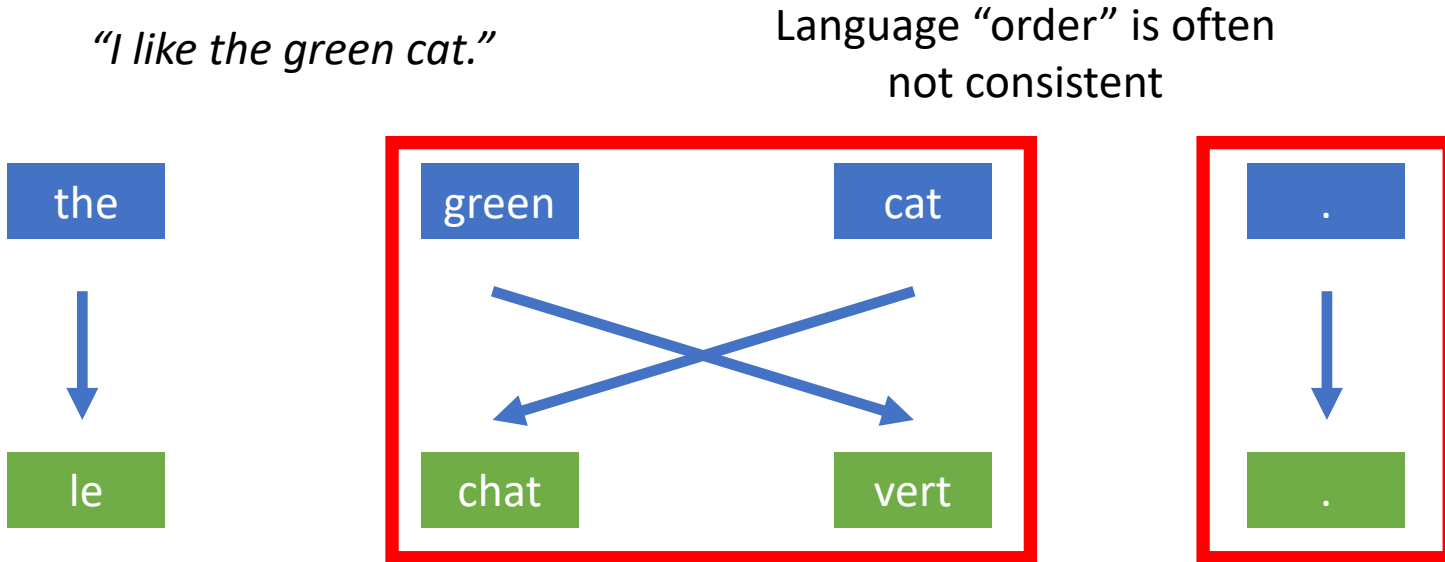 “I like the green cat.”
Language “order” is often
not consistent
the green cat .
le chat vert .